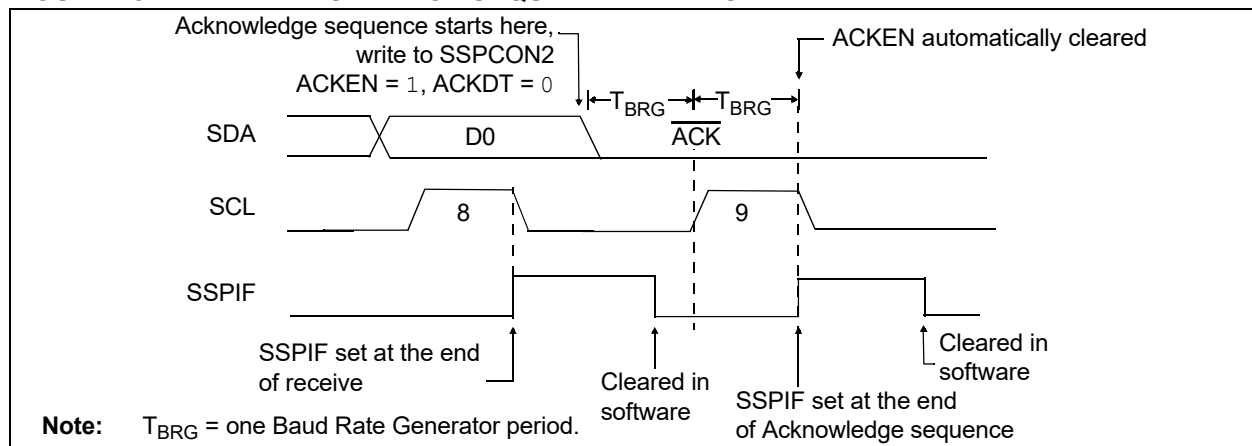 Acknowledge sequence starts here,
write to SSPCON2
ACKEN = 1, ACKDT = 0
ACKEN automatically cleared
TBRG
TBRG
SDA
D0
ACK
SCL
8
9
SSPIF
SSPIF set at the end
of receive
Cleared in
software
SSPIF set at the end
of Acknowledge sequence
Cleared in
software
Note: TBRG = one Baud Rate Generator period.